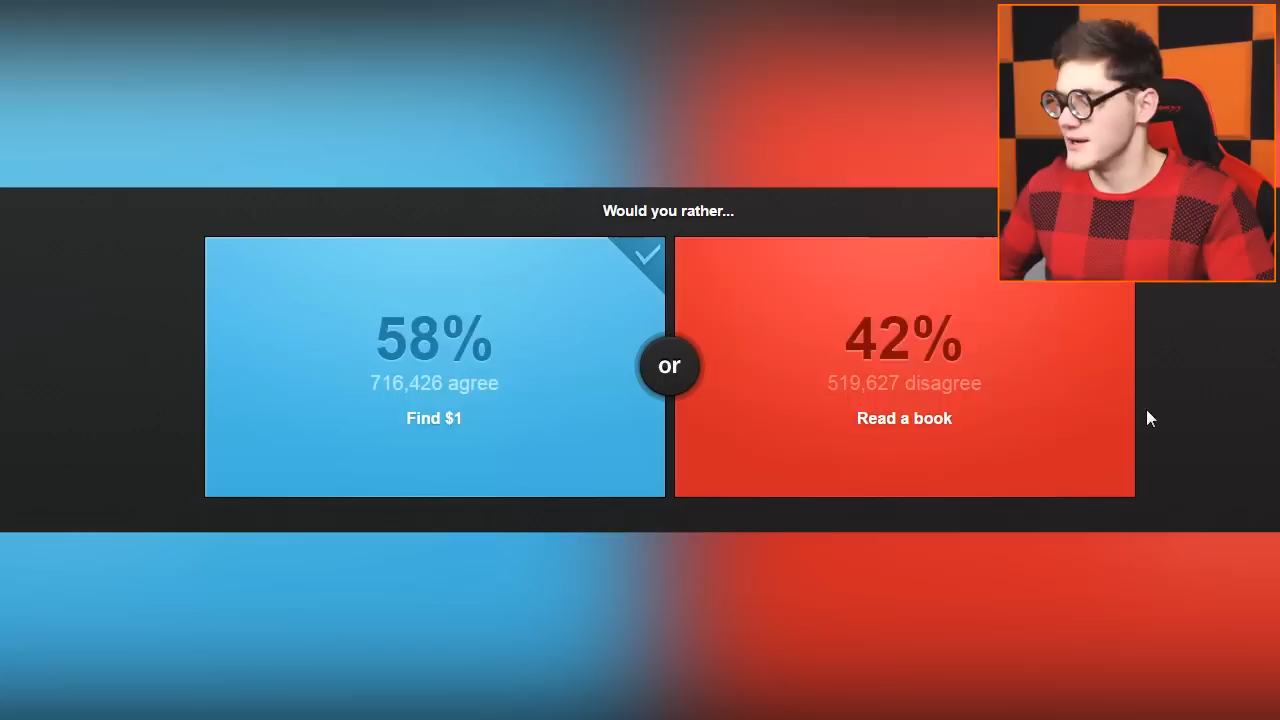 Would you rather...
58%
716,426 agree
Find $1
or
42%
519,627 disagree
Read a book